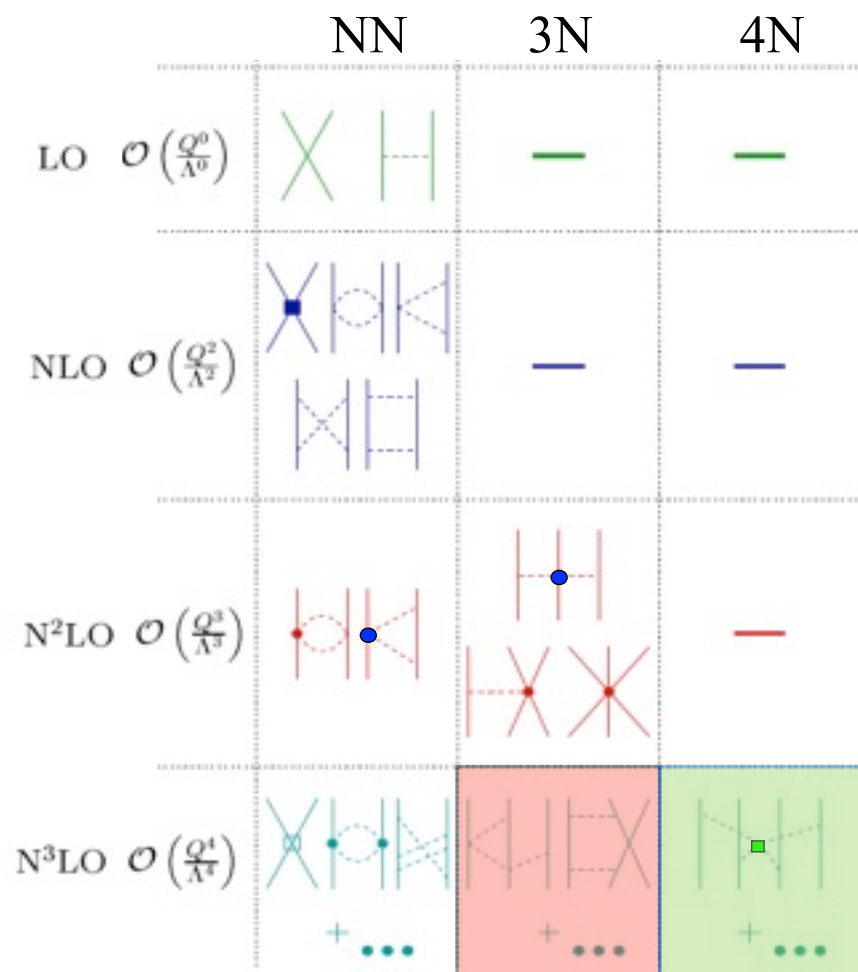 NN 3N 4N
LO 𝒪(Q⁰/Λ⁰)
NLO 𝒪(Q²/Λ²)
N²LO 𝒪(Q³/Λ³)
N³LO 𝒪(Q⁴/Λ⁴)
+ ... + ... + ...